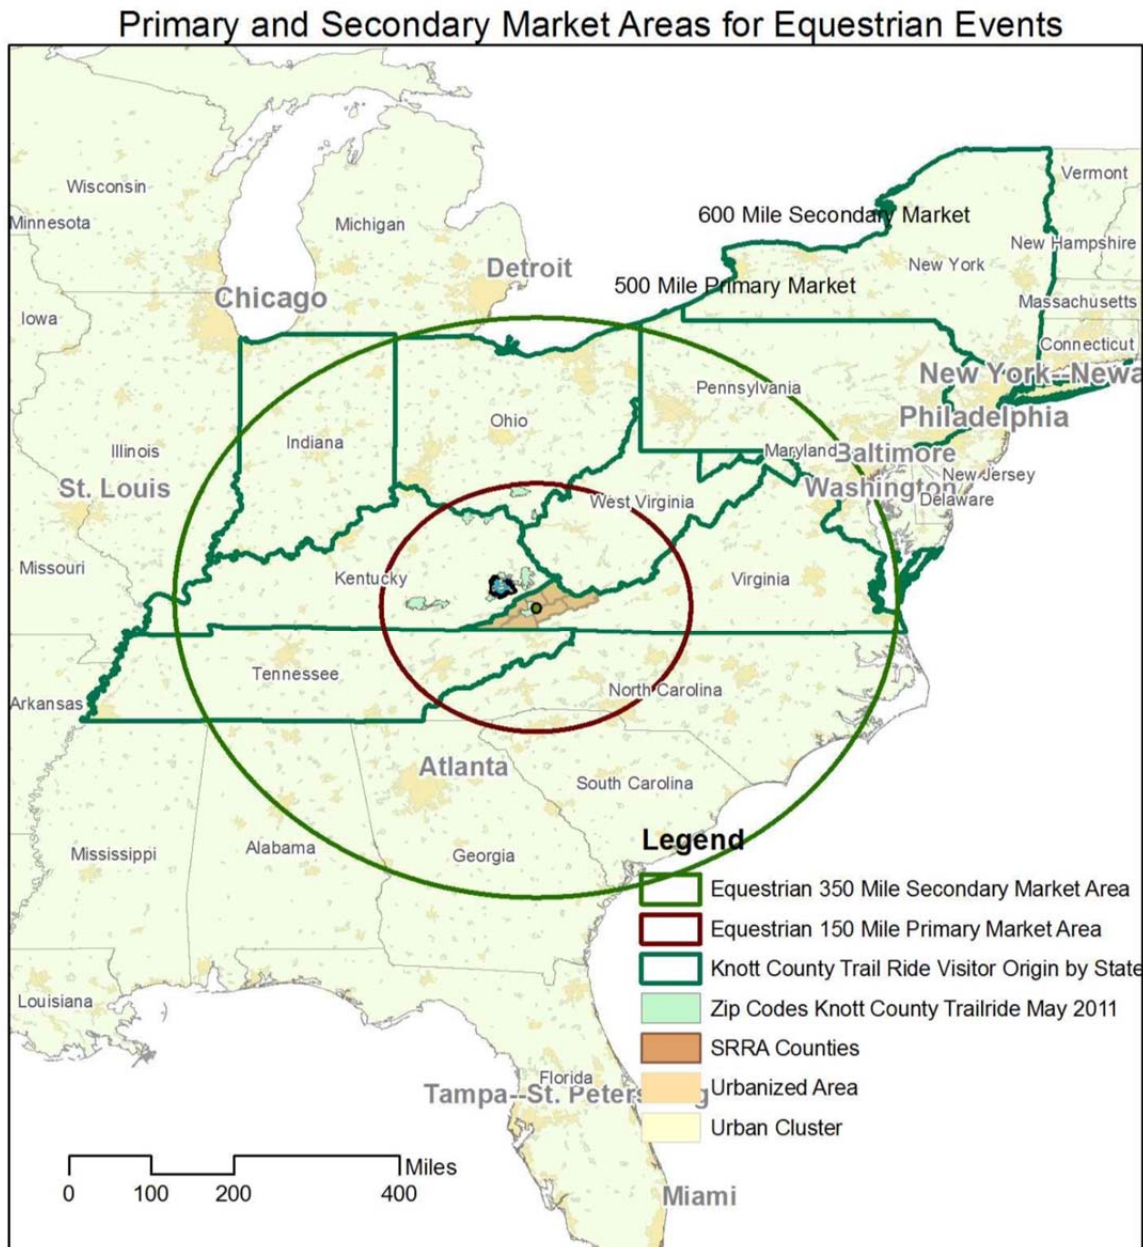 Primary and Secondary Market Areas for Equestrian Events
Wisconsin
Vermont
Minnesota
Michigan
600 Mile Secondary Market
New Hampshire
New York
Detroit
500 Mile Primary Market
Chicago
Massachusetts
Iowa
Connecticut
New York--Newa
Pennsylvania
Philadelphia
Ohio
Indiana
Illinois
Maryland
Baltimore
New Jersey
St. Louis
Washington
Delaware
West Virginia
Missouri
Kentucky
Virginia
Tennessee
North Carolina
Arkansas
Atlanta
South Carolina
Mississippi
Alabama
Georgia
Louisiana
Florida
Tampa--St. Petersg
Miami
Legend
Equestrian 350 Mile Secondary Market Area
Equestrian 150 Mile Primary Market Area
Knott County Trail Ride Visitor Origin by State
Zip Codes Knott County Trailride May 2011
SRRA Counties
Urbanized Area
Urban Cluster
Miles
0 100 200 400